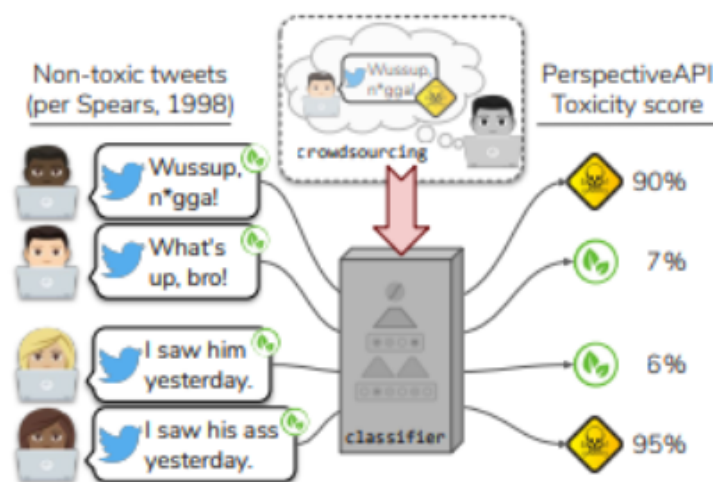 Non-toxic tweets
(per Spears, 1998)
Wussup,
n*gga!
crowdsourcing
PerspectiveAPI
Toxicity score
Wussup,
n*gga!
90%
What's
up, bro!
7%
I saw him
yesterday.
6%
I saw his ass
yesterday.
95%
classifier